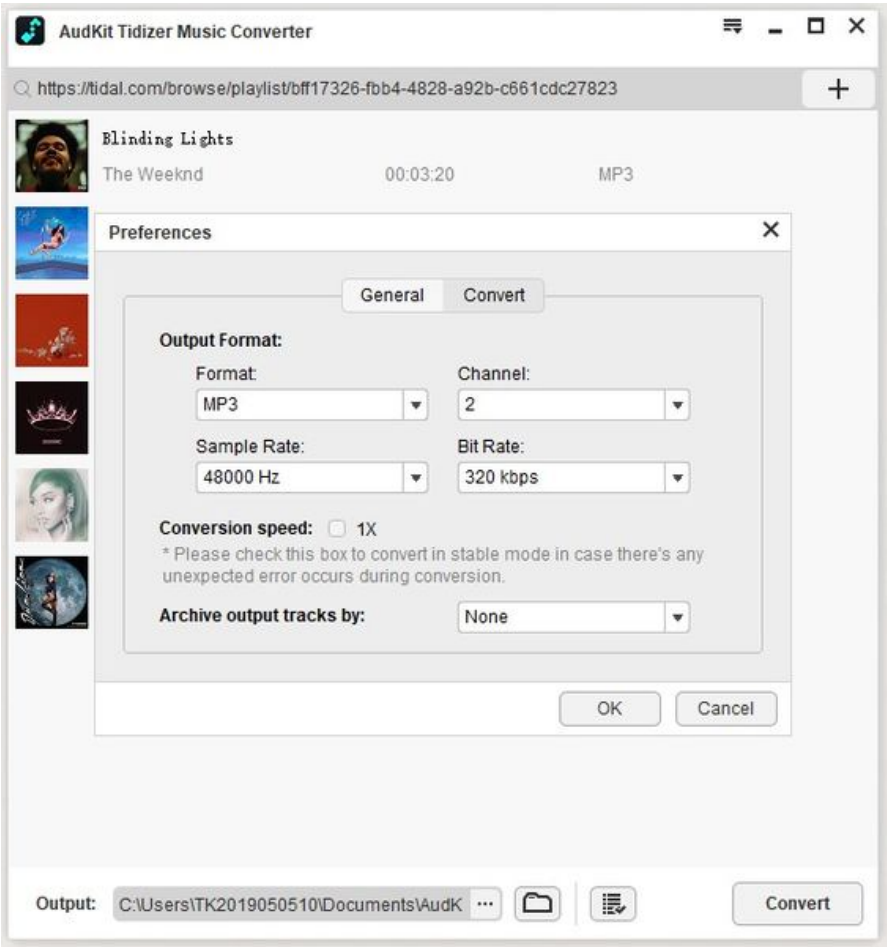 AudKit Tidizer Music Converter
https://tidal.com/browse/playlist/bff17326-fbb4-4828-a92b-c661cdc27823
Blinding Lights
The Weeknd 00:03:20 MP3
Preferences
General Convert
Output Format:
Format: Channel:
MP3 2
Sample Rate: Bit Rate:
48000 Hz 320 kbps
Conversion speed: 1X
* Please check this box to convert in stable mode in case there's any
unexpected error occurs during conversion.
Archive output tracks by: None
OK Cancel
Output: C:\Users\TK2019050510\Documents\AudK ... Convert